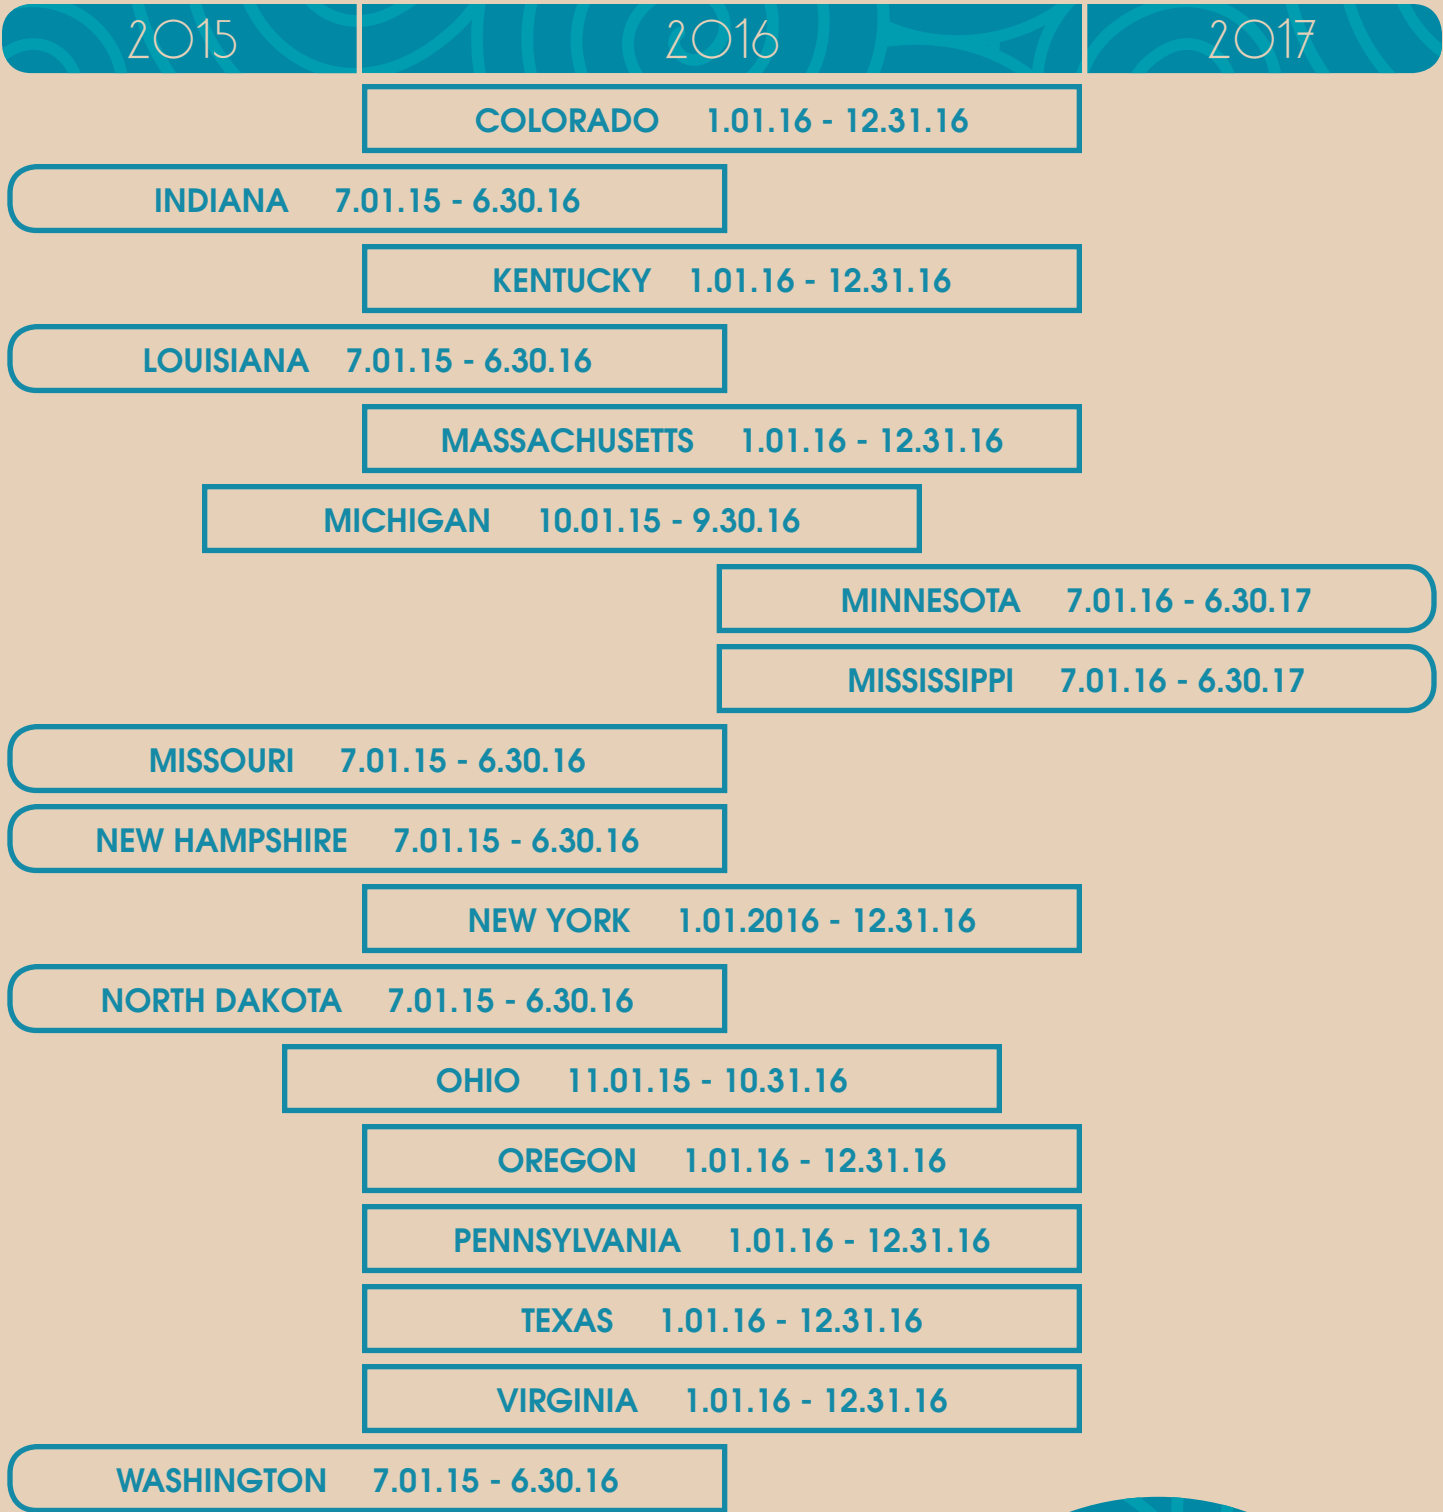 2015 2016 2017
COLORADO 1.01.16 - 12.31.16
INDIANA 7.01.15 - 6.30.16
KENTUCKY 1.01.16 - 12.31.16
LOUISIANA 7.01.15 - 6.30.16
MASSACHUSETTS 1.01.16 - 12.31.16
MICHIGAN 10.01.15 - 9.30.16
MINNESOTA 7.01.16 - 6.30.17
MISSISSIPPI 7.01.16 - 6.30.17
MISSOURI 7.01.15 - 6.30.16
NEW HAMPSHIRE 7.01.15 - 6.30.16
NEW YORK 1.01.2016 - 12.31.16
NORTH DAKOTA 7.01.15 - 6.30.16
OHIO 11.01.15 - 10.31.16
OREGON 1.01.16 - 12.31.16
PENNSYLVANIA 1.01.16 - 12.31.16
TEXAS 1.01.16 - 12.31.16
VIRGINIA 1.01.16 - 12.31.16
WASHINGTON 7.01.15 - 6.30.16